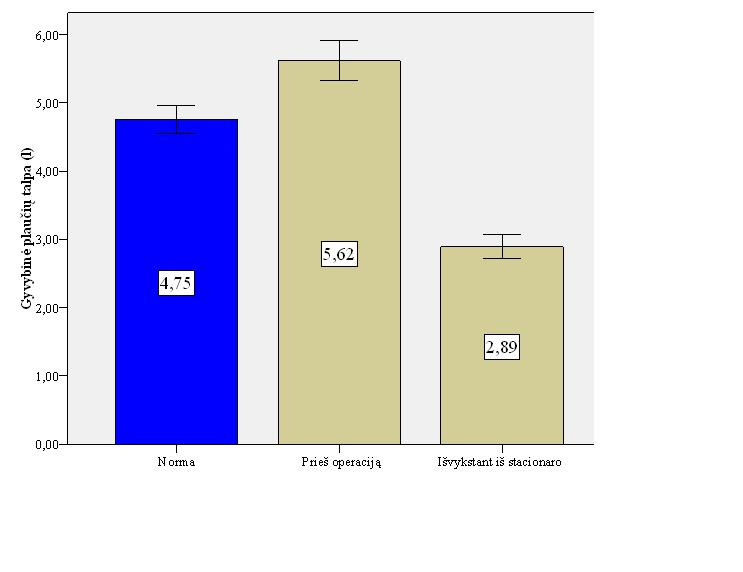 Gyvybinė plaučių talpa (l)
6,00
5,00
4,00
3,00
2,00
1,00
0,00
4,75
5,62
2,89
Norma
Prieš operaciją
Išvykstant iš stacionaro